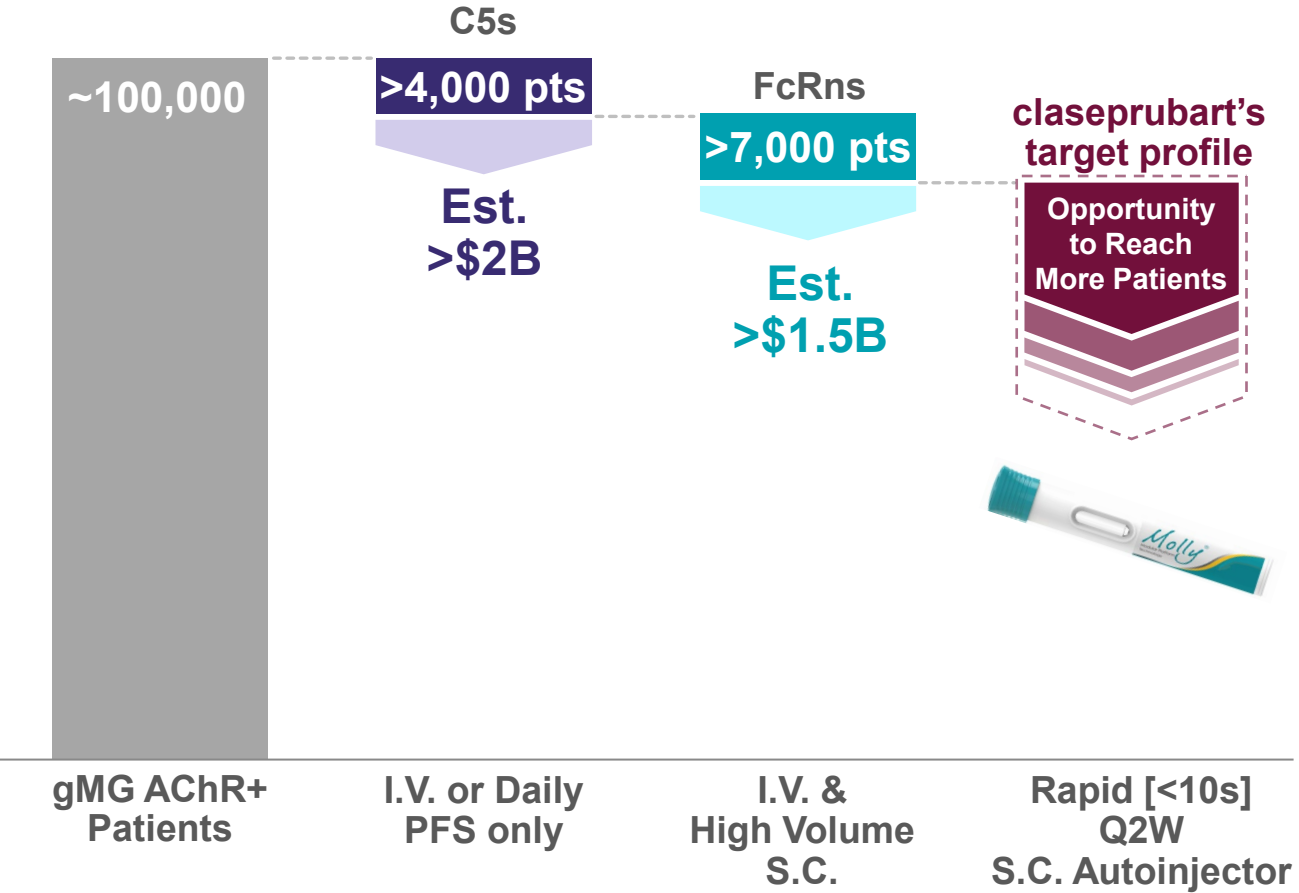 C5s
~100,000
>4,000 pts
FcRns
claseprubart's
target profile
>7,000 pts
Est.
>$2B
Opportunity
to Reach
More Patients
Est.
>$1.5B
Molly®
gMG AChR+
Patients
I.V. or Daily
PFS only
I.V. &
High Volume
S.C.
Rapid [<10s]
Q2W
S.C. Autoinjector